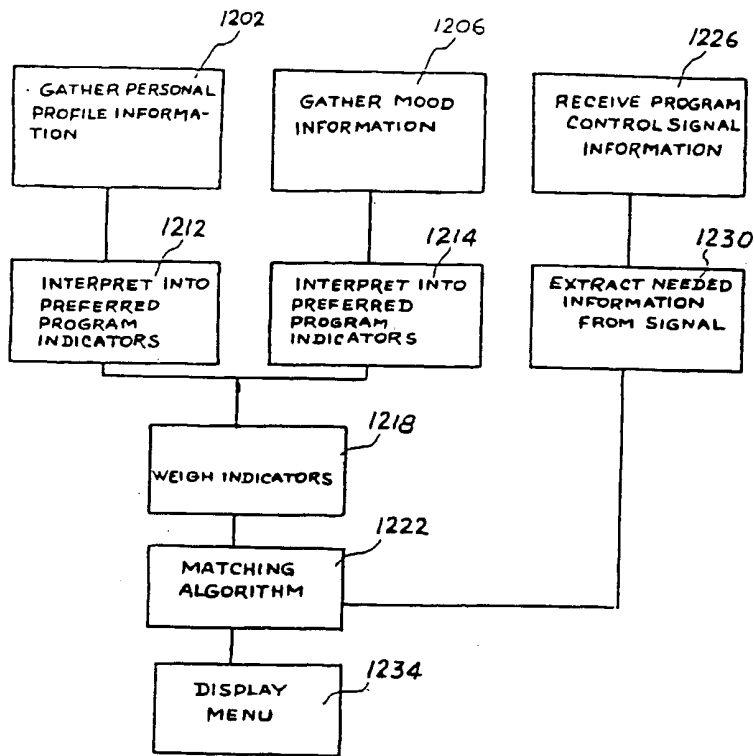 1202
1206
1226
GATHER PERSONAL
PROFILE INFORMA-
TION
GATHER MOOD
INFORMATION
RECEIVE PROGRAM
CONTROL SIGNAL
INFORMATION
1212
1214
1230
INTERPRET INTO
PREFERRED
PROGRAM
INDICATORS
INTERPRET INTO
PREFERRED
PROGRAM
INDICATORS
EXTRACT NEEDED
INFORMATION
FROM SIGNAL
1218
WEIGH INDICATORS
1222
MATCHING
ALGORITHM
1234
DISPLAY
MENU